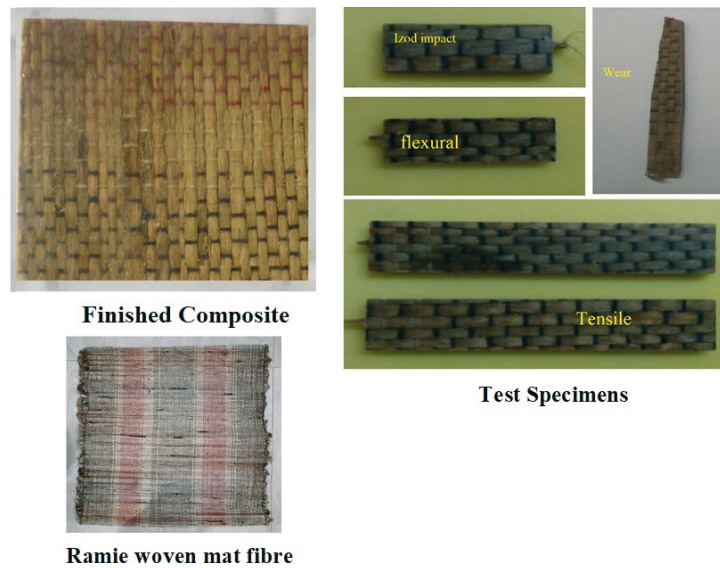 Izod impact
Wear
flexural
Tensile
Finished Composite
Test Specimens
Ramie woven mat fibre